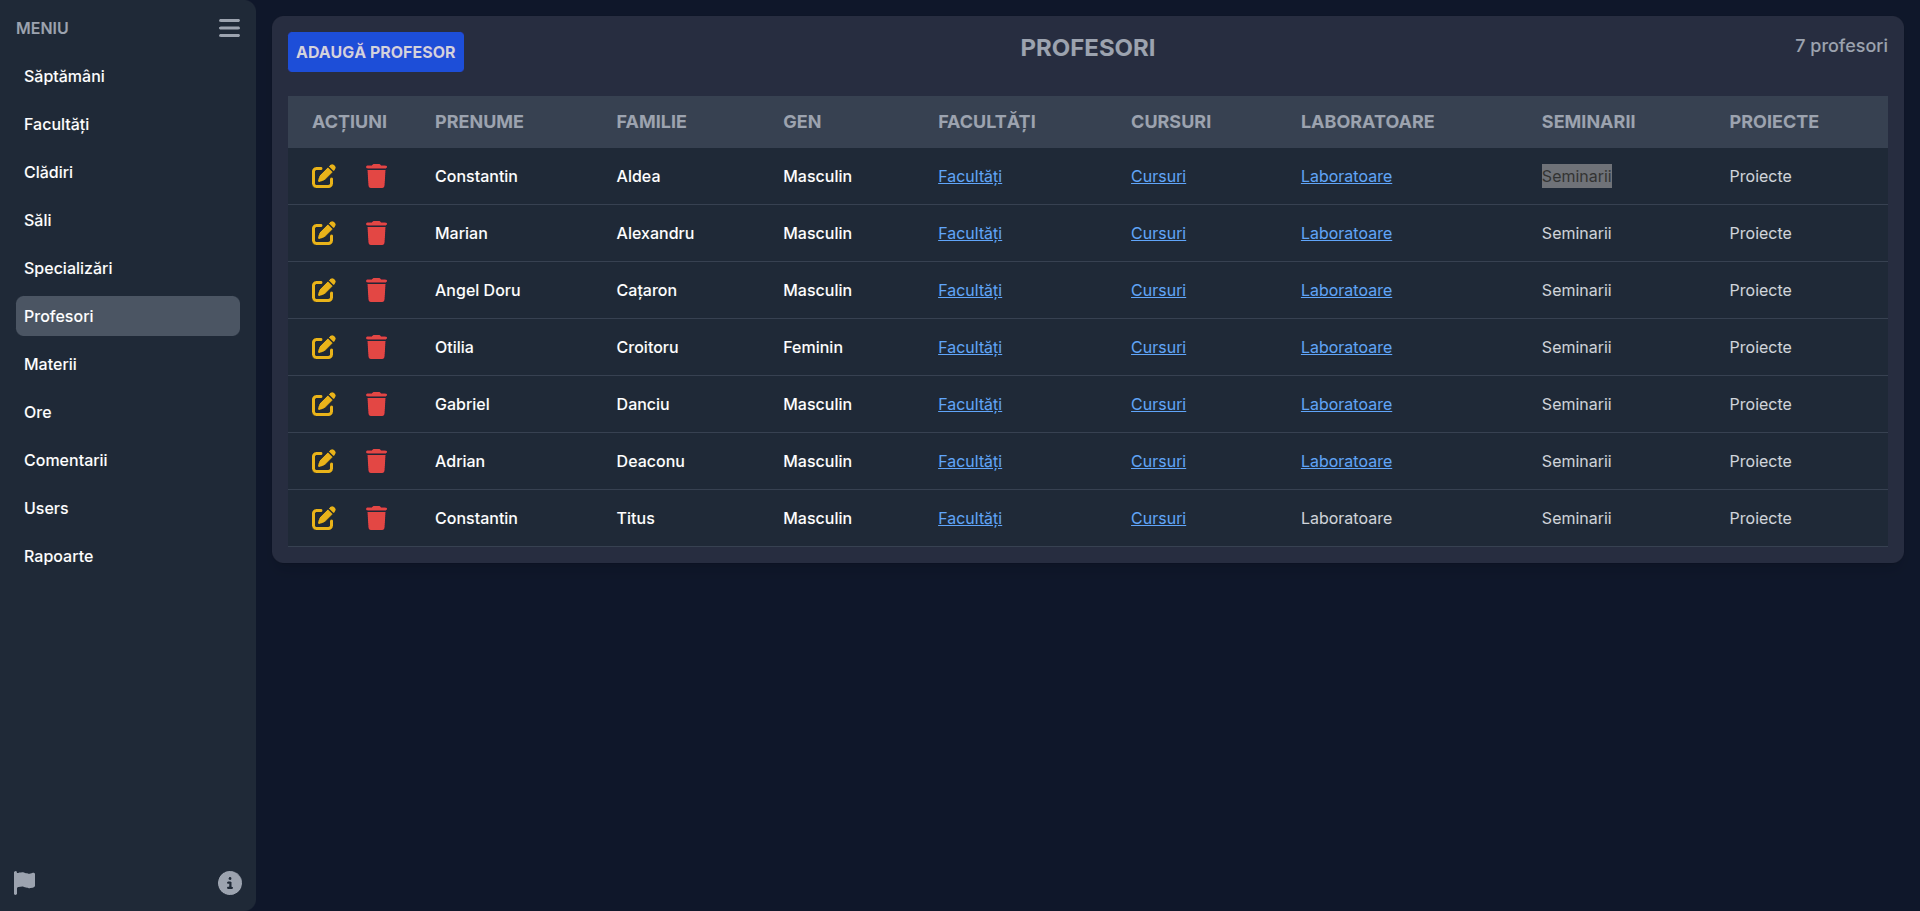 MENIU
Săptămâni
Facultăți
Clădiri
Săli
Specializări
Profesori
Materii
Ore
Comentarii
Users
Rapoarte
ADAUGĂ PROFESOR PROFESORI 7 profesori
ACȚIUNI PRENUME FAMILIE GEN FACULTĂȚI CURSURI LABORATOARE SEMINARII PROIECTE
Constantin Aldea Masculin Facultăți Cursuri Laboratoare Seminarii Proiecte
Marian Alexandru Masculin Facultăți Cursuri Laboratoare Seminarii Proiecte
Angel Doru Cațaron Masculin Facultăți Cursuri Laboratoare Seminarii Proiecte
Otilia Croitoru Feminin Facultăți Cursuri Laboratoare Seminarii Proiecte
Gabriel Danciu Masculin Facultăți Cursuri Laboratoare Seminarii Proiecte
Adrian Deaconu Masculin Facultăți Cursuri Laboratoare Seminarii Proiecte
Constantin Titus Masculin Facultăți Cursuri Laboratoare Seminarii Proiecte